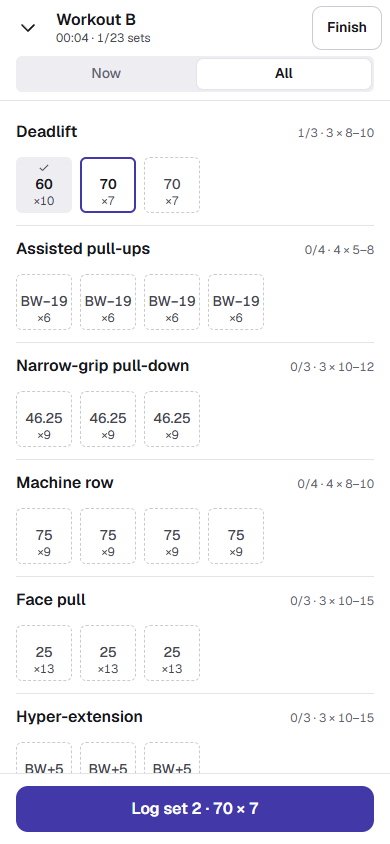 Workout B
00:04 · 1/23 sets
Finish
Now
All
Deadlift
1/3 · 3 × 8–10
✓
60 70 70
×10 ×7 ×7
Assisted pull-ups
0/4 · 4 × 5–8
BW−19 BW−19 BW−19 BW−19
×6 ×6 ×6 ×6
Narrow-grip pull-down
0/3 · 3 × 10–12
46.25 46.25 46.25
×9 ×9 ×9
Machine row
0/4 · 4 × 8–10
75 75 75 75
×9 ×9 ×9 ×9
Face pull
0/3 · 3 × 10–15
25 25 25
×13 ×13 ×13
Hyper-extension
0/3 · 3 × 10–15
BW+5 BW+5 BW+5
Log set 2 · 70 × 7